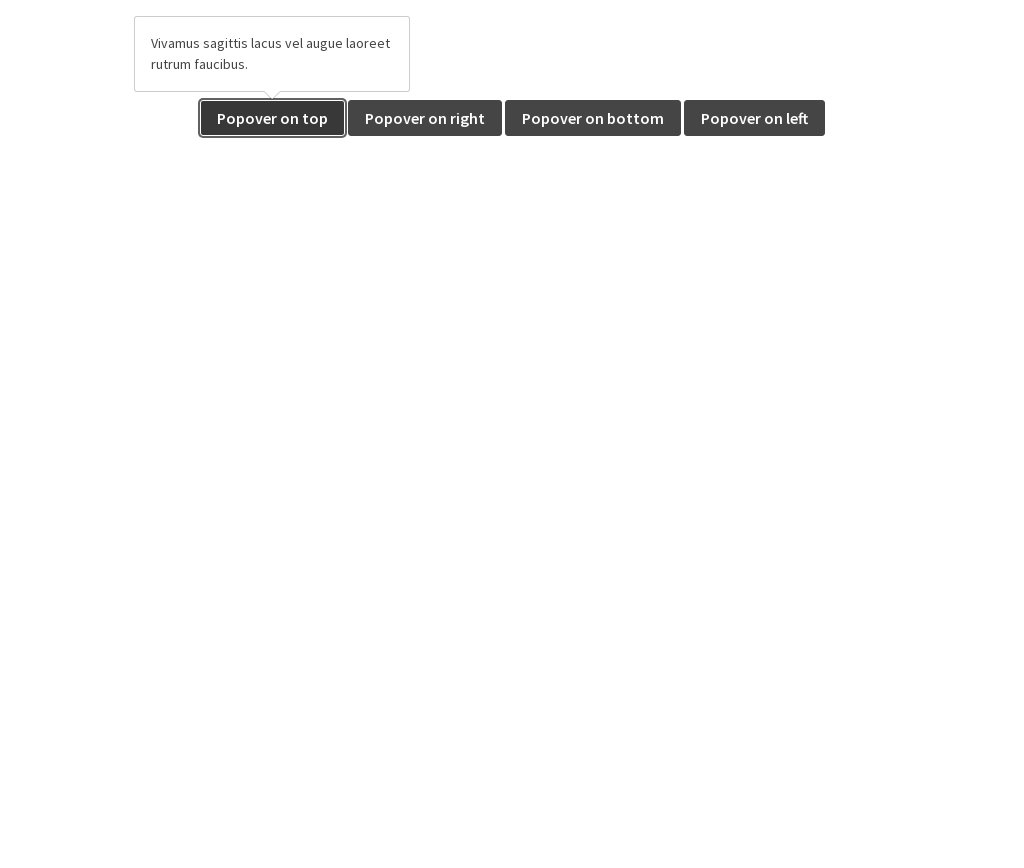 Vivamus sagittis lacus vel augue laoreet
rutrum faucibus.
Popover on top
Popover on right
Popover on bottom
Popover on left